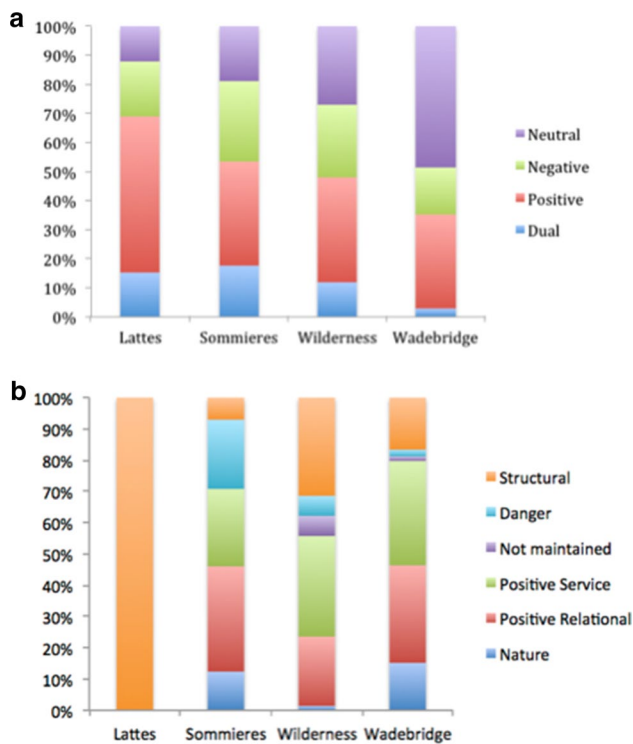 a
100%
90%
80%
70%
60%
50%
40%
30%
20%
10%
0%
Lattes Sommieres Wilderness Wadebridge
Neutral
Negative
Positive
Dual
b
100%
90%
80%
70%
60%
50%
40%
30%
20%
10%
0%
Lattes Sommieres Wilderness Wadebridge
Structural
Danger
Not maintained
Positive Service
Positive Relational
Nature